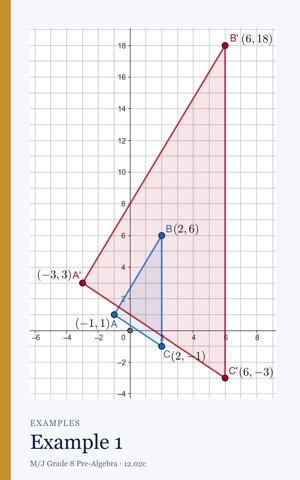 B' (6, 18)
18
16
14
12
10
8
6
B (2, 6)
4
(−3, 3) A'
2
(−1, 1) A
−6 −4 −2 0 2 4 6 8
C (2, −1)
−2
C' (6, −3)
−4
EXAMPLES
Example 1
M/J Grade 8 Pre-Algebra · 12.02c